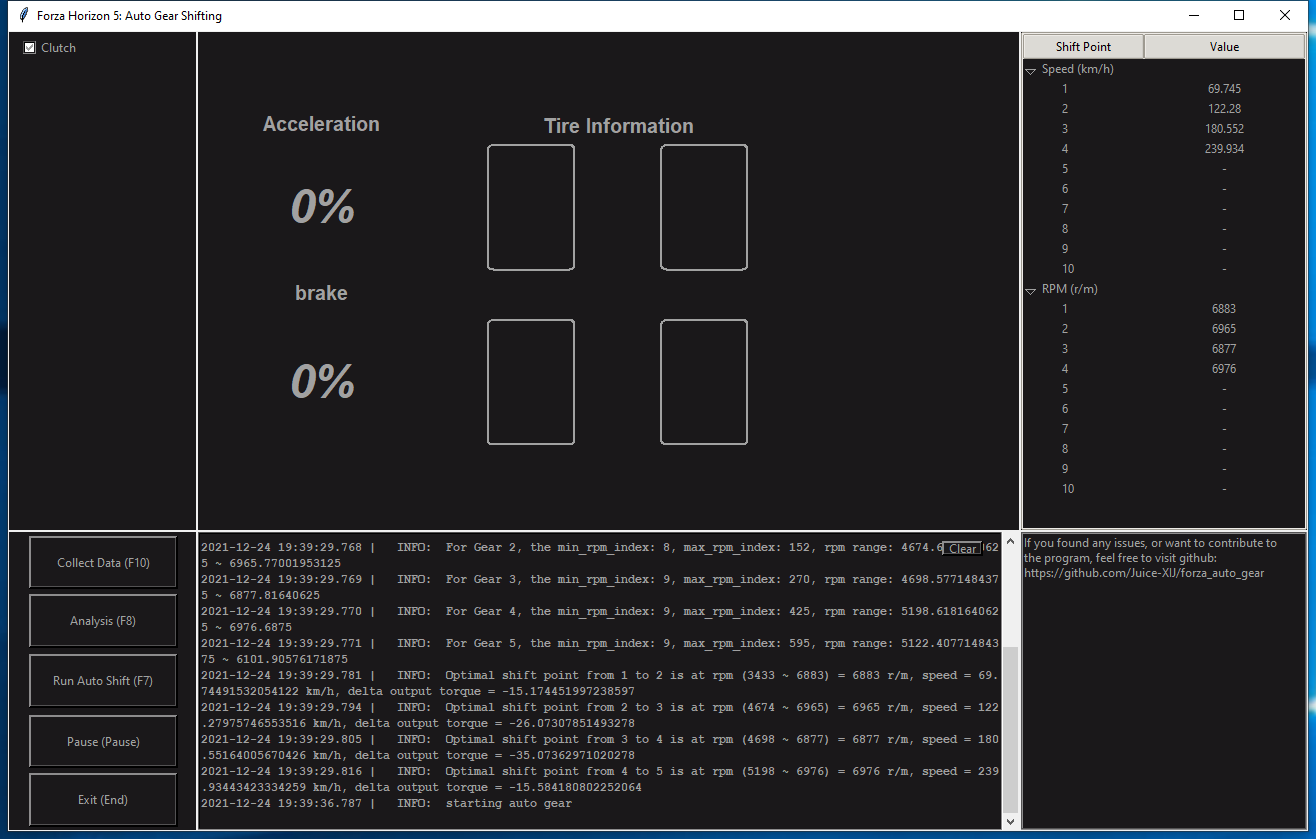 Forza Horizon 5: Auto Gear Shifting
Clutch
Acceleration
0%
brake
0%
Tire Information
Shift Point Value
Speed (km/h)
1 69.745
2 122.28
3 180.552
4 239.934
5 -
6 -
7 -
8 -
9 -
10 -
RPM (r/m)
1 6883
2 6965
3 6877
4 6976
5 -
6 -
7 -
8 -
9 -
10 -
Collect Data (F10)
Analysis (F8)
Run Auto Shift (F7)
Pause (Pause)
Exit (End)
2021-12-24 19:39:29.768 | INFO: For Gear 2, the min_rpm_index: 8, max_rpm_index: 152, rpm range: 4674.6 Clear 62
5 ~ 6965.77001953125
2021-12-24 19:39:29.769 | INFO: For Gear 3, the min_rpm_index: 9, max_rpm_index: 270, rpm range: 4698.577148437
5 ~ 6877.81640625
2021-12-24 19:39:29.770 | INFO: For Gear 4, the min_rpm_index: 9, max_rpm_index: 425, rpm range: 5198.618164062
5 ~ 6976.6875
2021-12-24 19:39:29.771 | INFO: For Gear 5, the min_rpm_index: 9, max_rpm_index: 595, rpm range: 5122.407714843
75 ~ 6101.90576171875
2021-12-24 19:39:29.781 | INFO: Optimal shift point from 1 to 2 is at rpm (3433 ~ 6883) = 6883 r/m, speed = 69.
74491532054122 km/h, delta output torque = -15.174451997238597
2021-12-24 19:39:29.794 | INFO: Optimal shift point from 2 to 3 is at rpm (4674 ~ 6965) = 6965 r/m, speed = 122
.27975746553516 km/h, delta output torque = -26.07307851493278
2021-12-24 19:39:29.805 | INFO: Optimal shift point from 3 to 4 is at rpm (4698 ~ 6877) = 6877 r/m, speed = 180
.55164005670426 km/h, delta output torque = -35.07362971020278
2021-12-24 19:39:29.816 | INFO: Optimal shift point from 4 to 5 is at rpm (5198 ~ 6976) = 6976 r/m, speed = 239
.93443423334259 km/h, delta output torque = -15.584180802252064
2021-12-24 19:39:36.787 | INFO: starting auto gear
If you found any issues, or want to contribute to
the program, feel free to visit github:
https://github.com/Juice-XIJ/forza_auto_gear